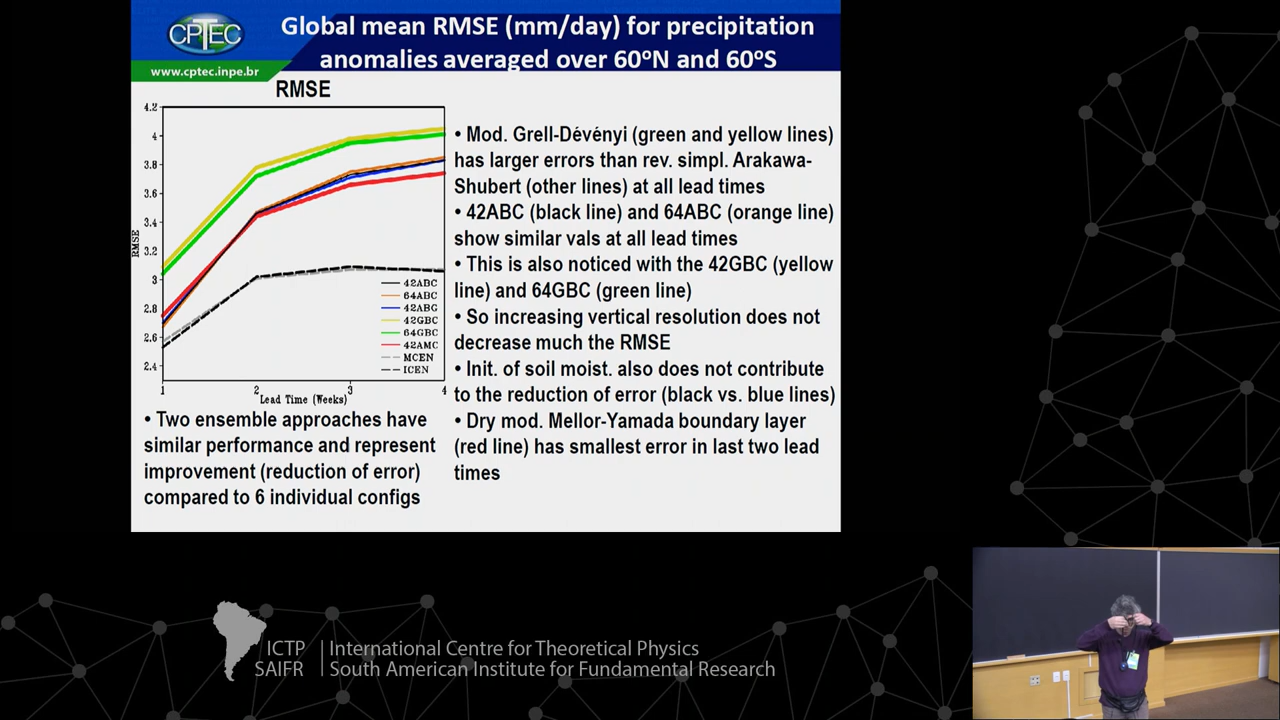 CPTEC
www.cptec.inpe.br
Global mean RMSE (mm/day) for precipitation
anomalies averaged over 60ºN and 60ºS
RMSE
4.2
4
3.8
3.6
3.4
3.2
3
2.8
2.6
2.4
RMSE
1
2
3
4
Lead Time (Weeks)
42ABC
64ABC
42ABG
42GBC
64GBC
42AMC
MCEN
ICEN
• Two ensemble approaches have
similar performance and represent
improvement (reduction of error)
compared to 6 individual configs
• Mod. Grell-Dévényi (green and yellow lines)
has larger errors than rev. simpl. Arakawa-
Shubert (other lines) at all lead times
• 42ABC (black line) and 64ABC (orange line)
show similar vals at all lead times
• This is also noticed with the 42GBC (yellow
line) and 64GBC (green line)
• So increasing vertical resolution does not
decrease much the RMSE
• Init. of soil moist. also does not contribute
to the reduction of error (black vs. blue lines)
• Dry mod. Mellor-Yamada boundary layer
(red line) has smallest error in last two lead
times
ICTP
SAIFR
International Centre for Theoretical Physics
South American Institute for Fundamental Research